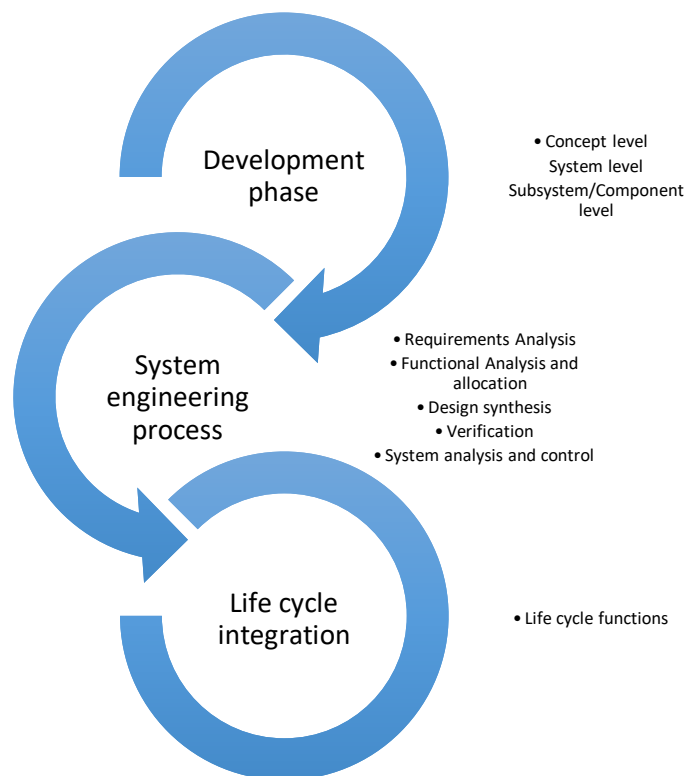 Development
phase
• Concept level
System level
Subsystem/Component
level
System
engineering
process
• Requirements Analysis
• Functional Analysis and
allocation
• Design synthesis
• Verification
• System analysis and control
Life cycle
integration
• Life cycle functions